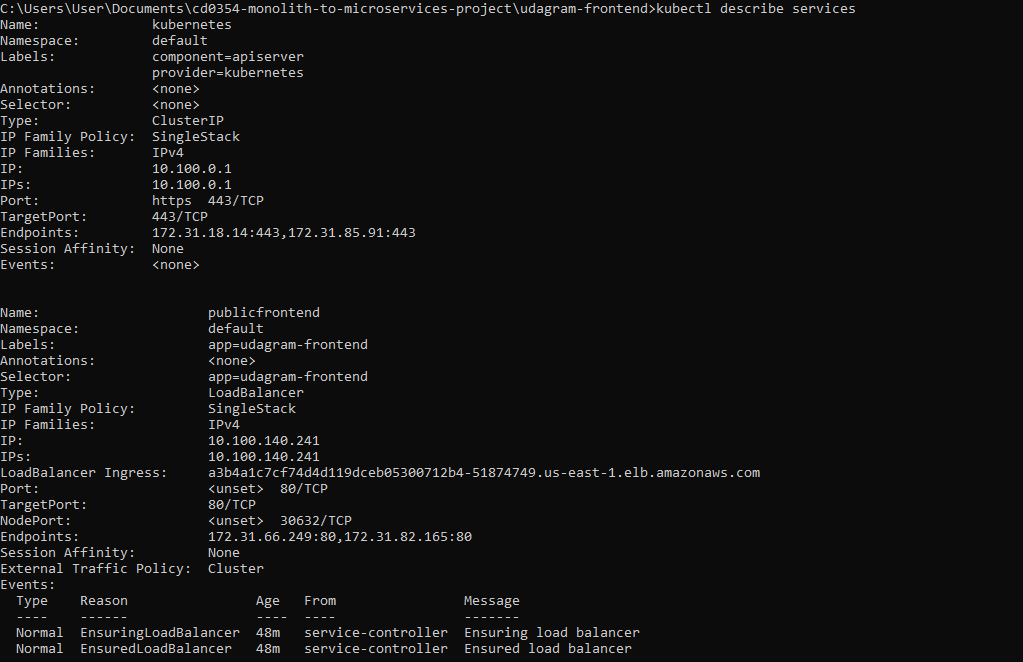 C:\Users\User\Documents\cd0354-monolith-to-microservices-project\udagram-frontend>kubectl describe services
Name:              kubernetes
Namespace:         default
Labels:            component=apiserver
                   provider=kubernetes
Annotations:       <none>
Selector:          <none>
Type:              ClusterIP
IP Family Policy:  SingleStack
IP Families:       IPv4
IP:                10.100.0.1
IPs:               10.100.0.1
Port:              https  443/TCP
TargetPort:        443/TCP
Endpoints:         172.31.18.14:443,172.31.85.91:443
Session Affinity:  None
Events:            <none>
Name:                     publicfrontend
Namespace:                default
Labels:                   app=udagram-frontend
Annotations:              <none>
Selector:                 app=udagram-frontend
Type:                     LoadBalancer
IP Family Policy:         SingleStack
IP Families:              IPv4
IP:                       10.100.140.241
IPs:                      10.100.140.241
LoadBalancer Ingress:     a3b4a1c7cf74d4d119dceb05300712b4-51874749.us-east-1.elb.amazonaws.com
Port:                     <unset>  80/TCP
TargetPort:               80/TCP
NodePort:                 <unset>  30632/TCP
Endpoints:                172.31.66.249:80,172.31.82.165:80
Session Affinity:         None
External Traffic Policy:  Cluster
Events:
  Type    Reason                Age   From                Message
  ----    ------                ----  ----                -------
  Normal  EnsuringLoadBalancer  48m   service-controller  Ensuring load balancer
  Normal  EnsuredLoadBalancer   48m   service-controller  Ensured load balancer